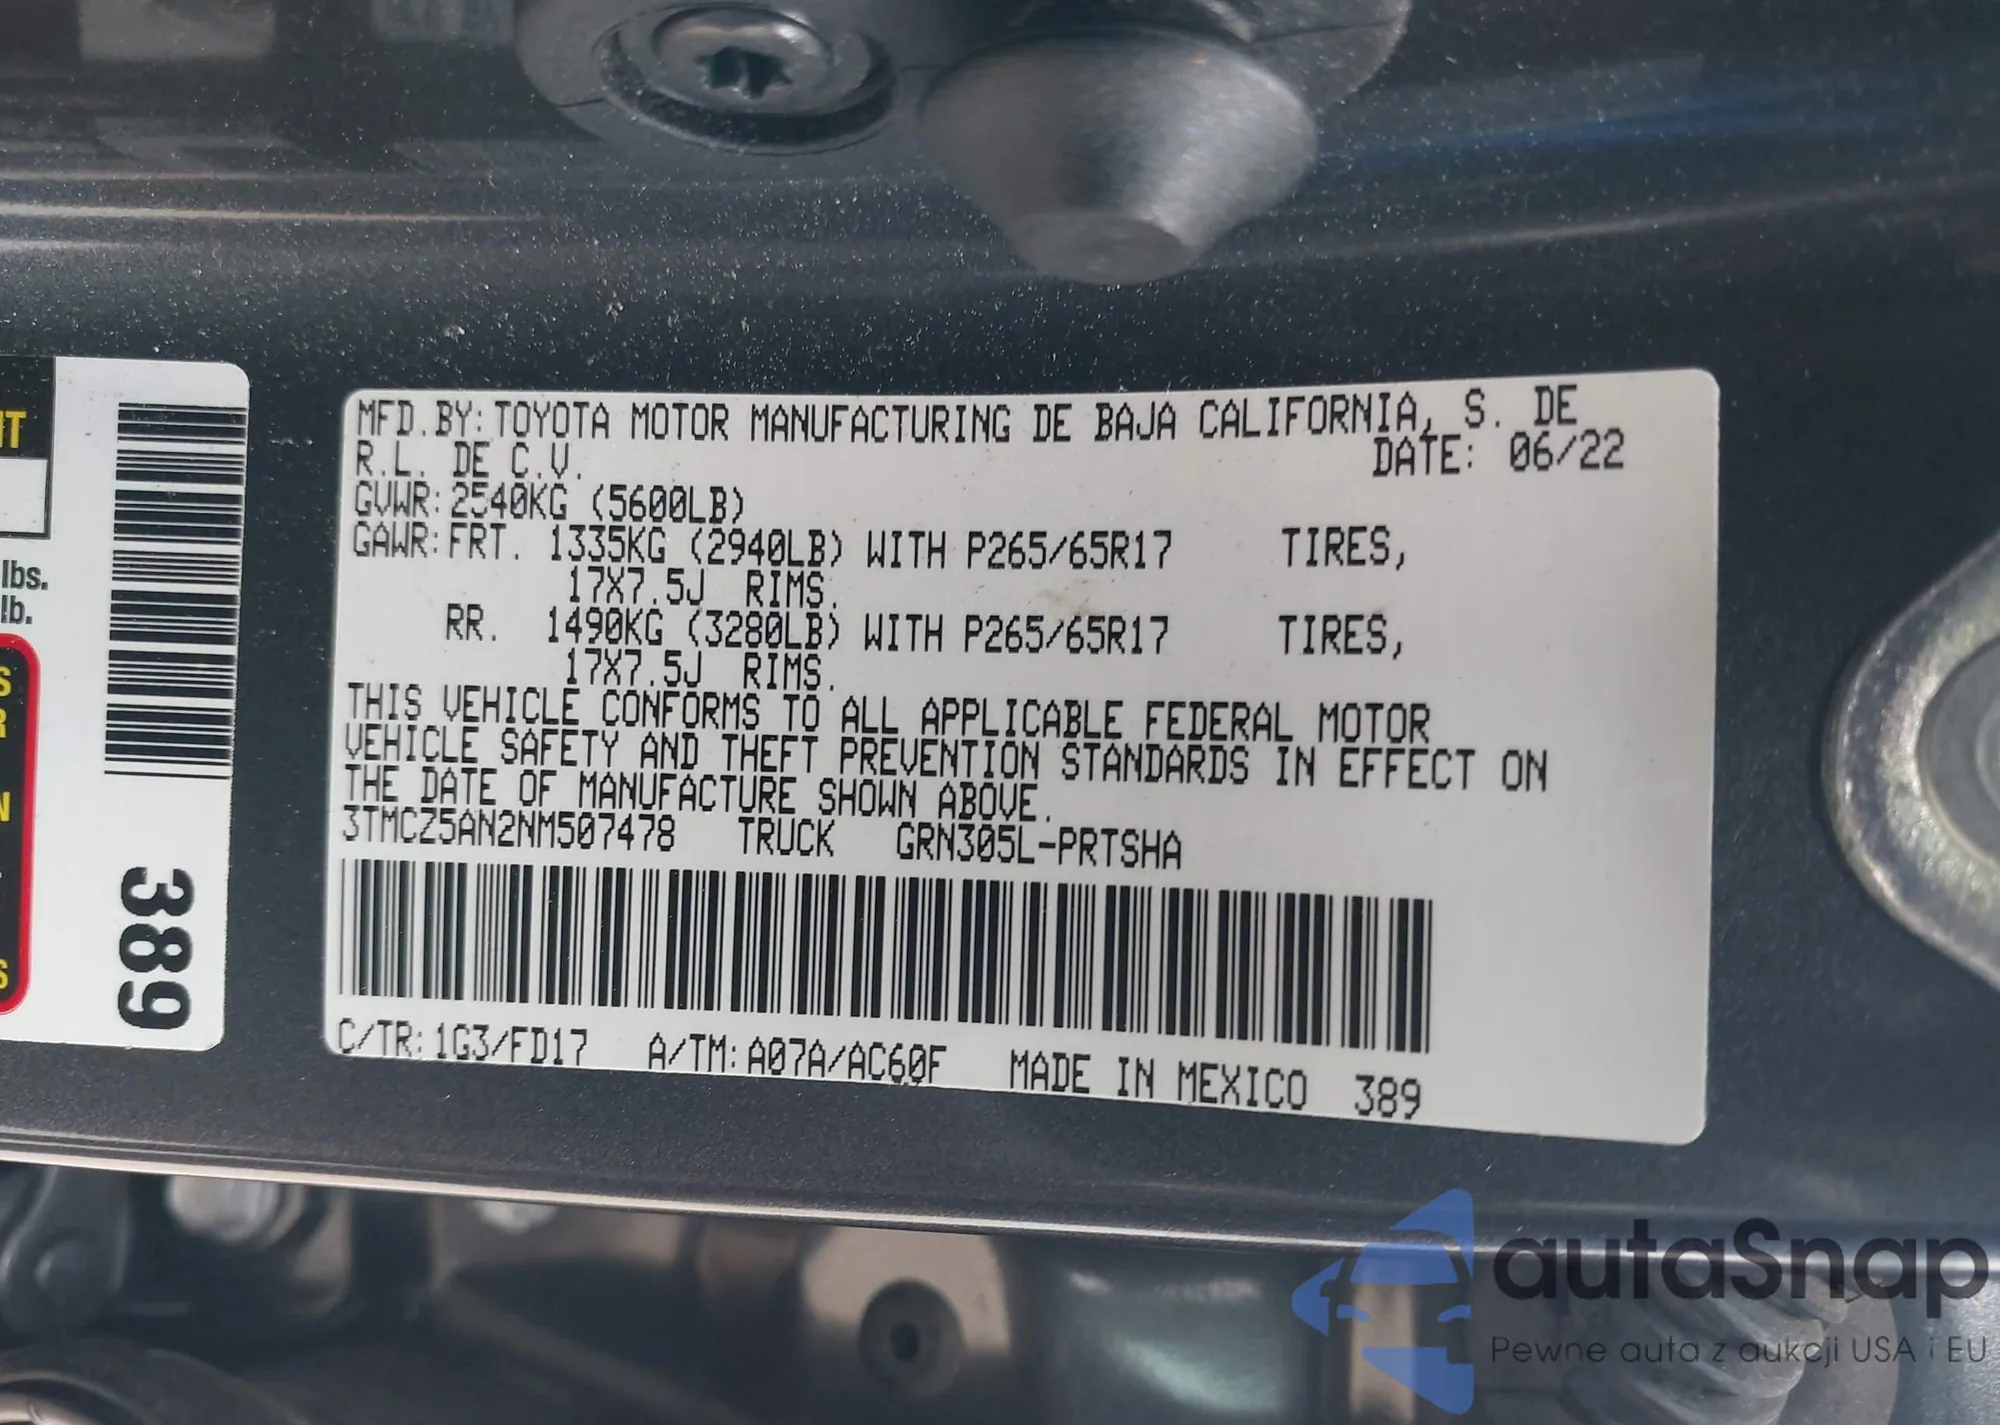 MFD.BY: TOYOTA MOTOR MANUFACTURING DE BAJA CALIFORNIA, S. DE
R.L. DE C.V. DATE: 06/22
GVWR: 2540KG (5600LB)
GAWR: FRT. 1335KG (2940LB) WITH P265/65R17 TIRES,
17X7.5J RIMS.
RR. 1490KG (3280LB) WITH P265/65R17 TIRES,
17X7.5J RIMS.
THIS VEHICLE CONFORMS TO ALL APPLICABLE FEDERAL MOTOR
VEHICLE SAFETY AND THEFT PREVENTION STANDARDS IN EFFECT ON
THE DATE OF MANUFACTURE SHOWN ABOVE.
3TMCZ5AN2NM507478 TRUCK GRN305L-PRTSHA
C/TR: 1G3/FD17 A/TM: A07A/AC60F MADE IN MEXICO 389
lbs.
lb.
389
autaSnap
Pewne auta z aukcji USA i EU